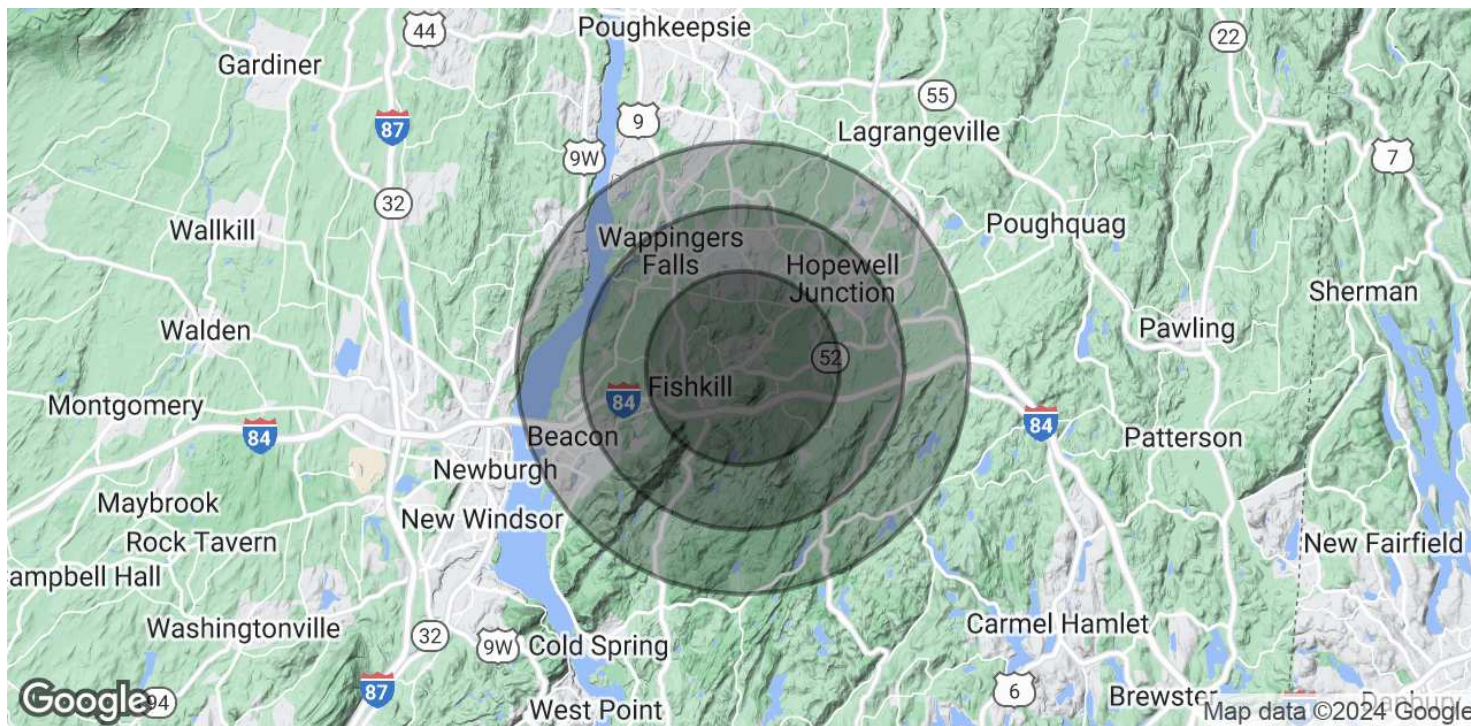 Poughkeepsie
44
22
Gardiner
55
87
9
Lagrangeville
9W
7
32
Wallkill
Wappingers
Falls
Poughquag
Hopewell
Junction
Sherman
Walden
Pawling
52
Fishkill
84
Montgomery
84
84
Beacon
Patterson
Newburgh
Maybrook
New Windsor
Rock Tavern
New Fairfield
ampbell Hall
Washingtonville
32
9W
Cold Spring
Carmel Hamlet
87
6
Brewster
Google
94
West Point
Danbury
Map data ©2024 Google